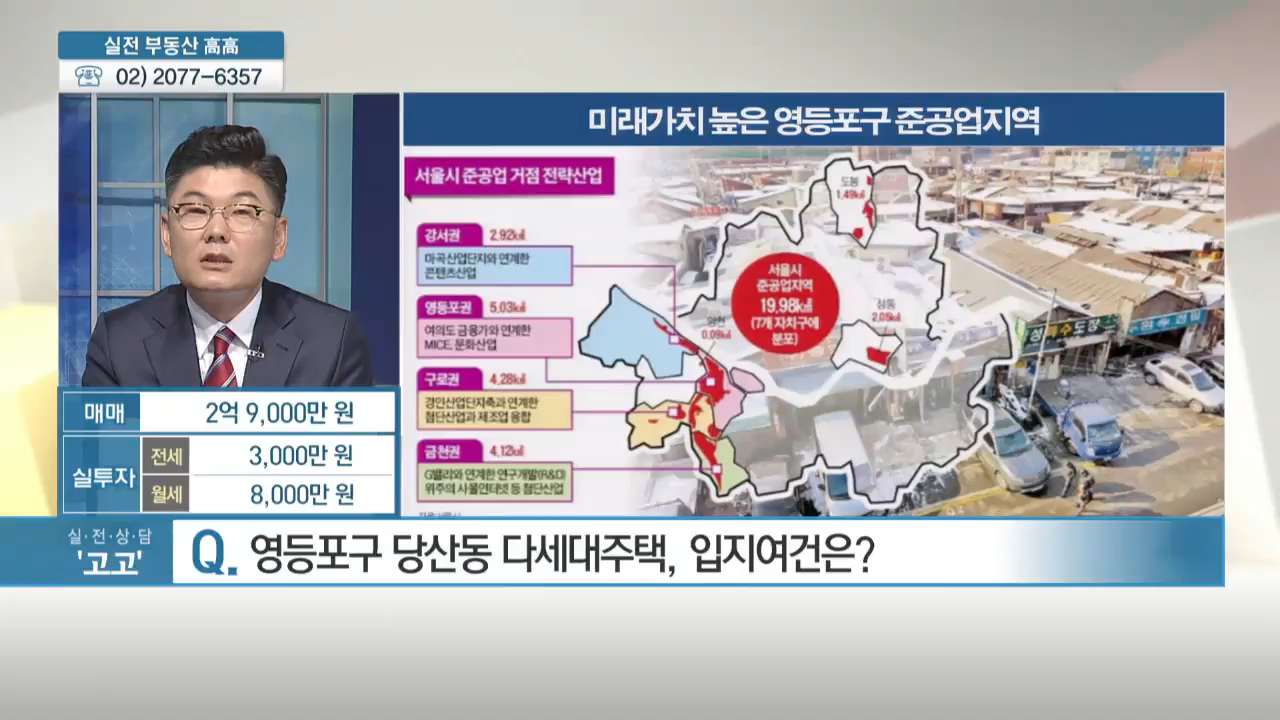 실전 부동산 高高
02) 2077-6357
미래가치 높은 영등포구 준공업지역
서울시 준공업 거점 전략산업
강서권 2.92㎢
마곡산업단지와 연계한
콘텐츠산업
영등포권 5.03㎢
여의도 금융가와 연계한
MICE, 문화산업
구로권 4.28㎢
경인산업단지축과 연계한
첨단산업과 제조업 융합
금천권 4.12㎢
G밸리와 연계한 연구개발(R&D)
위주의 사물인터넷 등 첨단산업
도봉
1.49㎢
서울시
준공업지역
19.98㎢
(7개 자치구에
분포)
양천
0.09㎢
성동
2.05㎢
매매 2억 9,000만 원
실투자
전세 3,000만 원
월세 8,000만 원
실·전·상·담
'고고'
Q. 영등포구 당산동 다세대주택, 입지여건은?